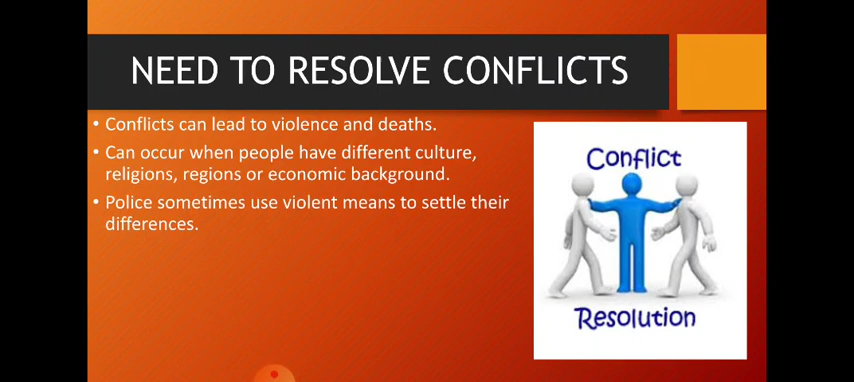 NEED TO RESOLVE CONFLICTS
• Conflicts can lead to violence and deaths.
• Can occur when people have different culture,
religions, regions or economic background.
• Police sometimes use violent means to settle their
differences.
Conflict
Resolution